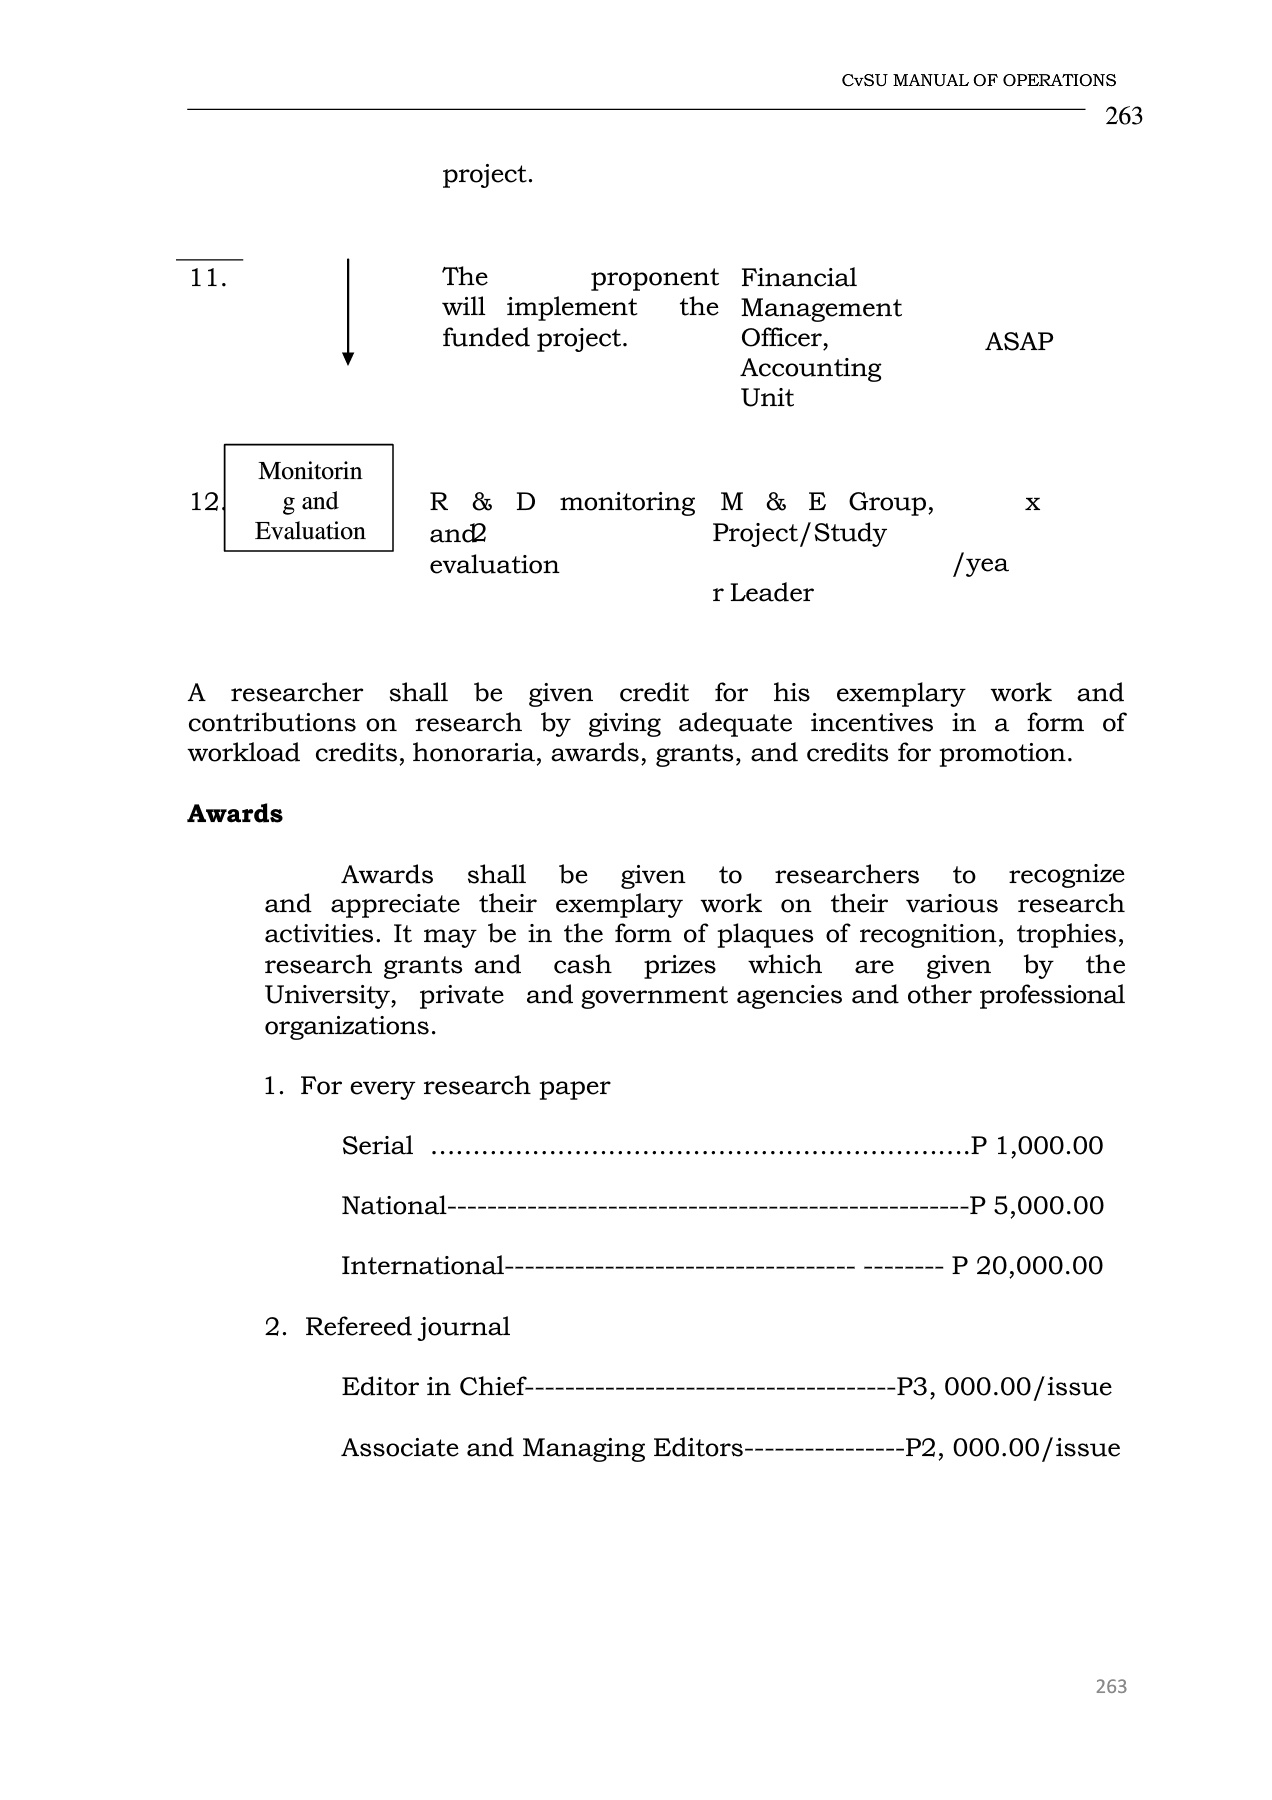 CvSU MANUAL OF OPERATIONS
263
project.
11.
The proponent
will implement the
funded project.
Financial
Management
Officer,
Accounting
Unit
ASAP
12.
Monitorin
g and
Evaluation
R & D monitoring
and
evaluation
M & E Group,
Project/Study
r Leader
2
x
/yea
A researcher shall be given credit for his exemplary work and
contributions on research by giving adequate incentives in a form of
workload credits, honoraria, awards, grants, and credits for promotion.
Awards
Awards shall be given to researchers to recognize
and appreciate their exemplary work on their various research
activities. It may be in the form of plaques of recognition, trophies,
research grants and cash prizes which are given by the
University, private and government agencies and other professional
organizations.
1. For every research paper
Serial ................................................................P 1,000.00
National----------------------------------------------------P 5,000.00
International----------------------------------- -------- P 20,000.00
2. Refereed journal
Editor in Chief-------------------------------------P3, 000.00/issue
Associate and Managing Editors----------------P2, 000.00/issue
263